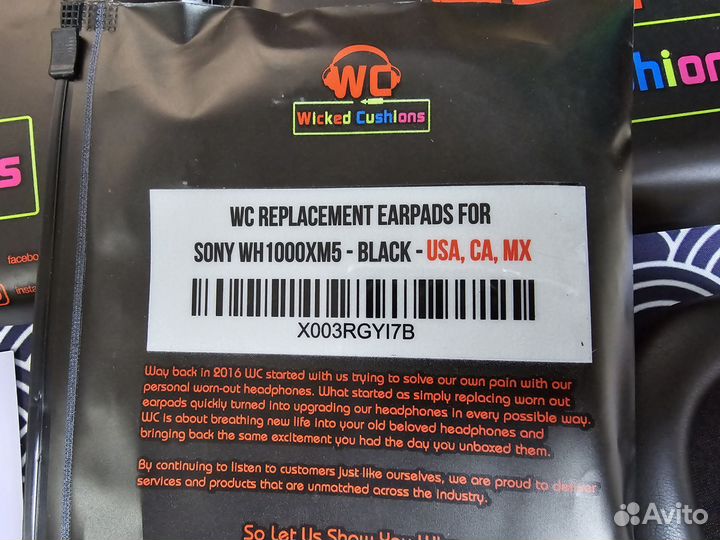 WC
Wicked Cushions
hions
s
WC REPLACEMENT EARPADS FOR
SONY WH1000XM5 - BLACK - USA, CA, MX
X003RGYI7B
facebo
insta
Way back in 2016 WC started with us trying to solve our own pain with our
personal worn-out headphones. What started as simply replacing worn out
earpads quickly turned into upgrading our headphones in every possible way.
WC is about breathing new life into your old beloved headphones and
bringing back the same excitement you had the day you unboxed them.
By continuing to listen to customers just like ourselves, we are proud to deliver
services and products that are unmatched across the industry.
So Let Us Show You
Avito